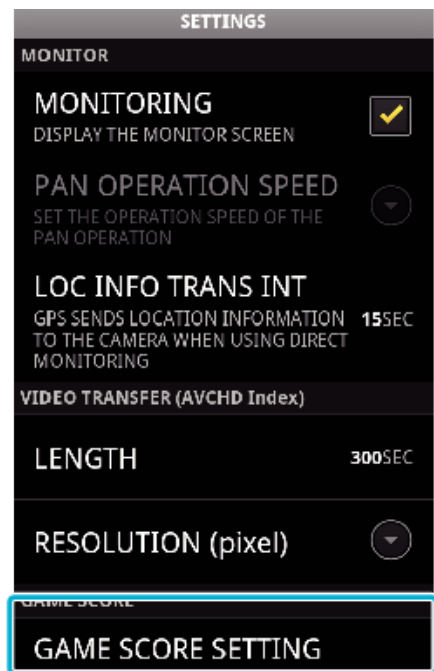 SETTINGS
MONITOR
MONITORING
DISPLAY THE MONITOR SCREEN
PAN OPERATION SPEED
SET THE OPERATION SPEED OF THE
PAN OPERATION
LOC INFO TRANS INT
GPS SENDS LOCATION INFORMATION 15SEC
TO THE CAMERA WHEN USING DIRECT
MONITORING
VIDEO TRANSFER (AVCHD Index)
LENGTH 300SEC
RESOLUTION (pixel)
GAME SCORE
GAME SCORE SETTING